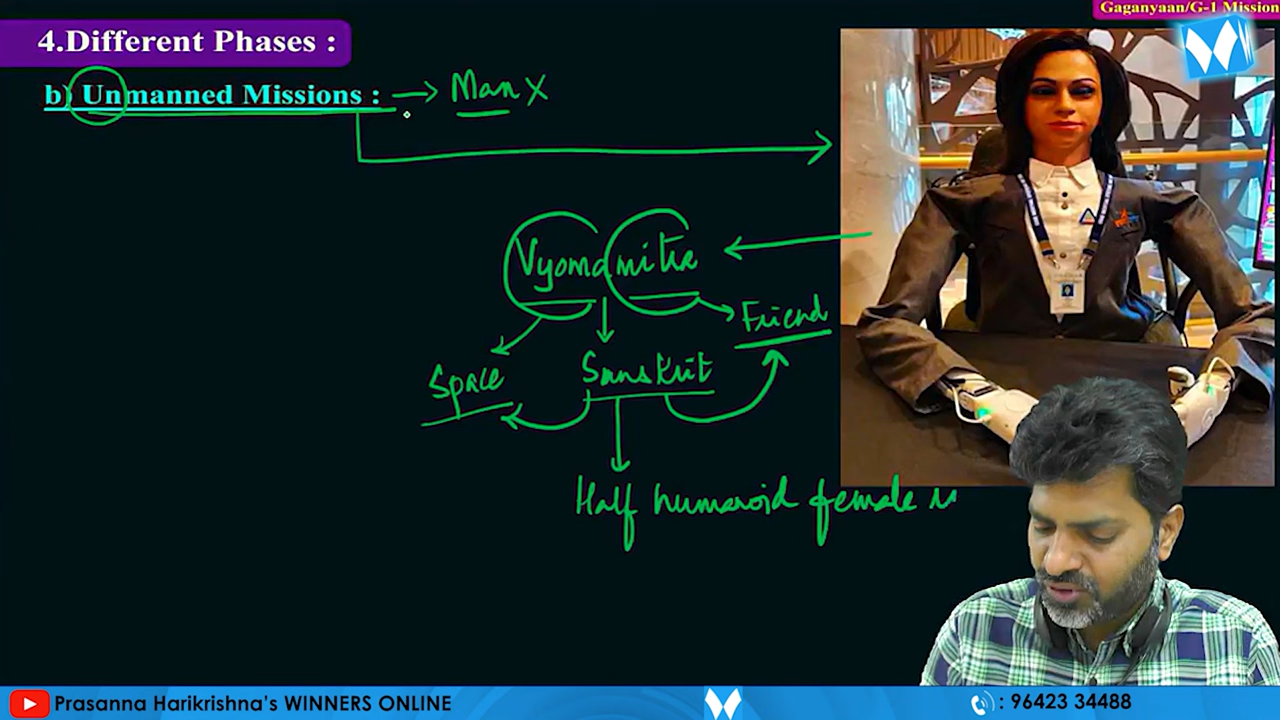 Gaganyaan/G-1 Mission
4.Different Phases :
b) Unmanned Missions : → Man X
Vyomamitra
Friend
Space
Sanskrit
Half humanoid female
Prasanna Harikrishna's WINNERS ONLINE
: 96423 34488